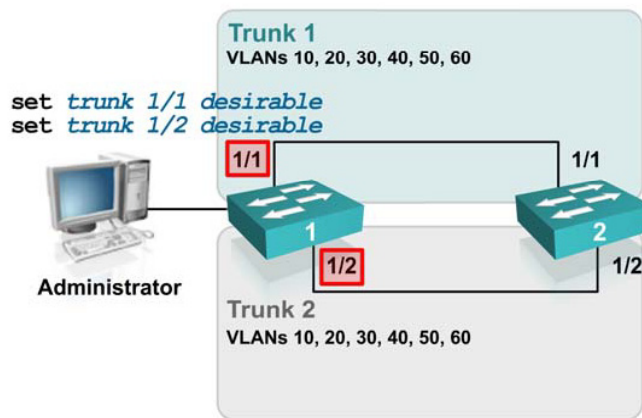 Trunk 1
VLANs 10, 20, 30, 40, 50, 60
set trunk 1/1 desirable
set trunk 1/2 desirable
1/1
1/1
1
2
1/2
1/2
Administrator
Trunk 2
VLANs 10, 20, 30, 40, 50, 60